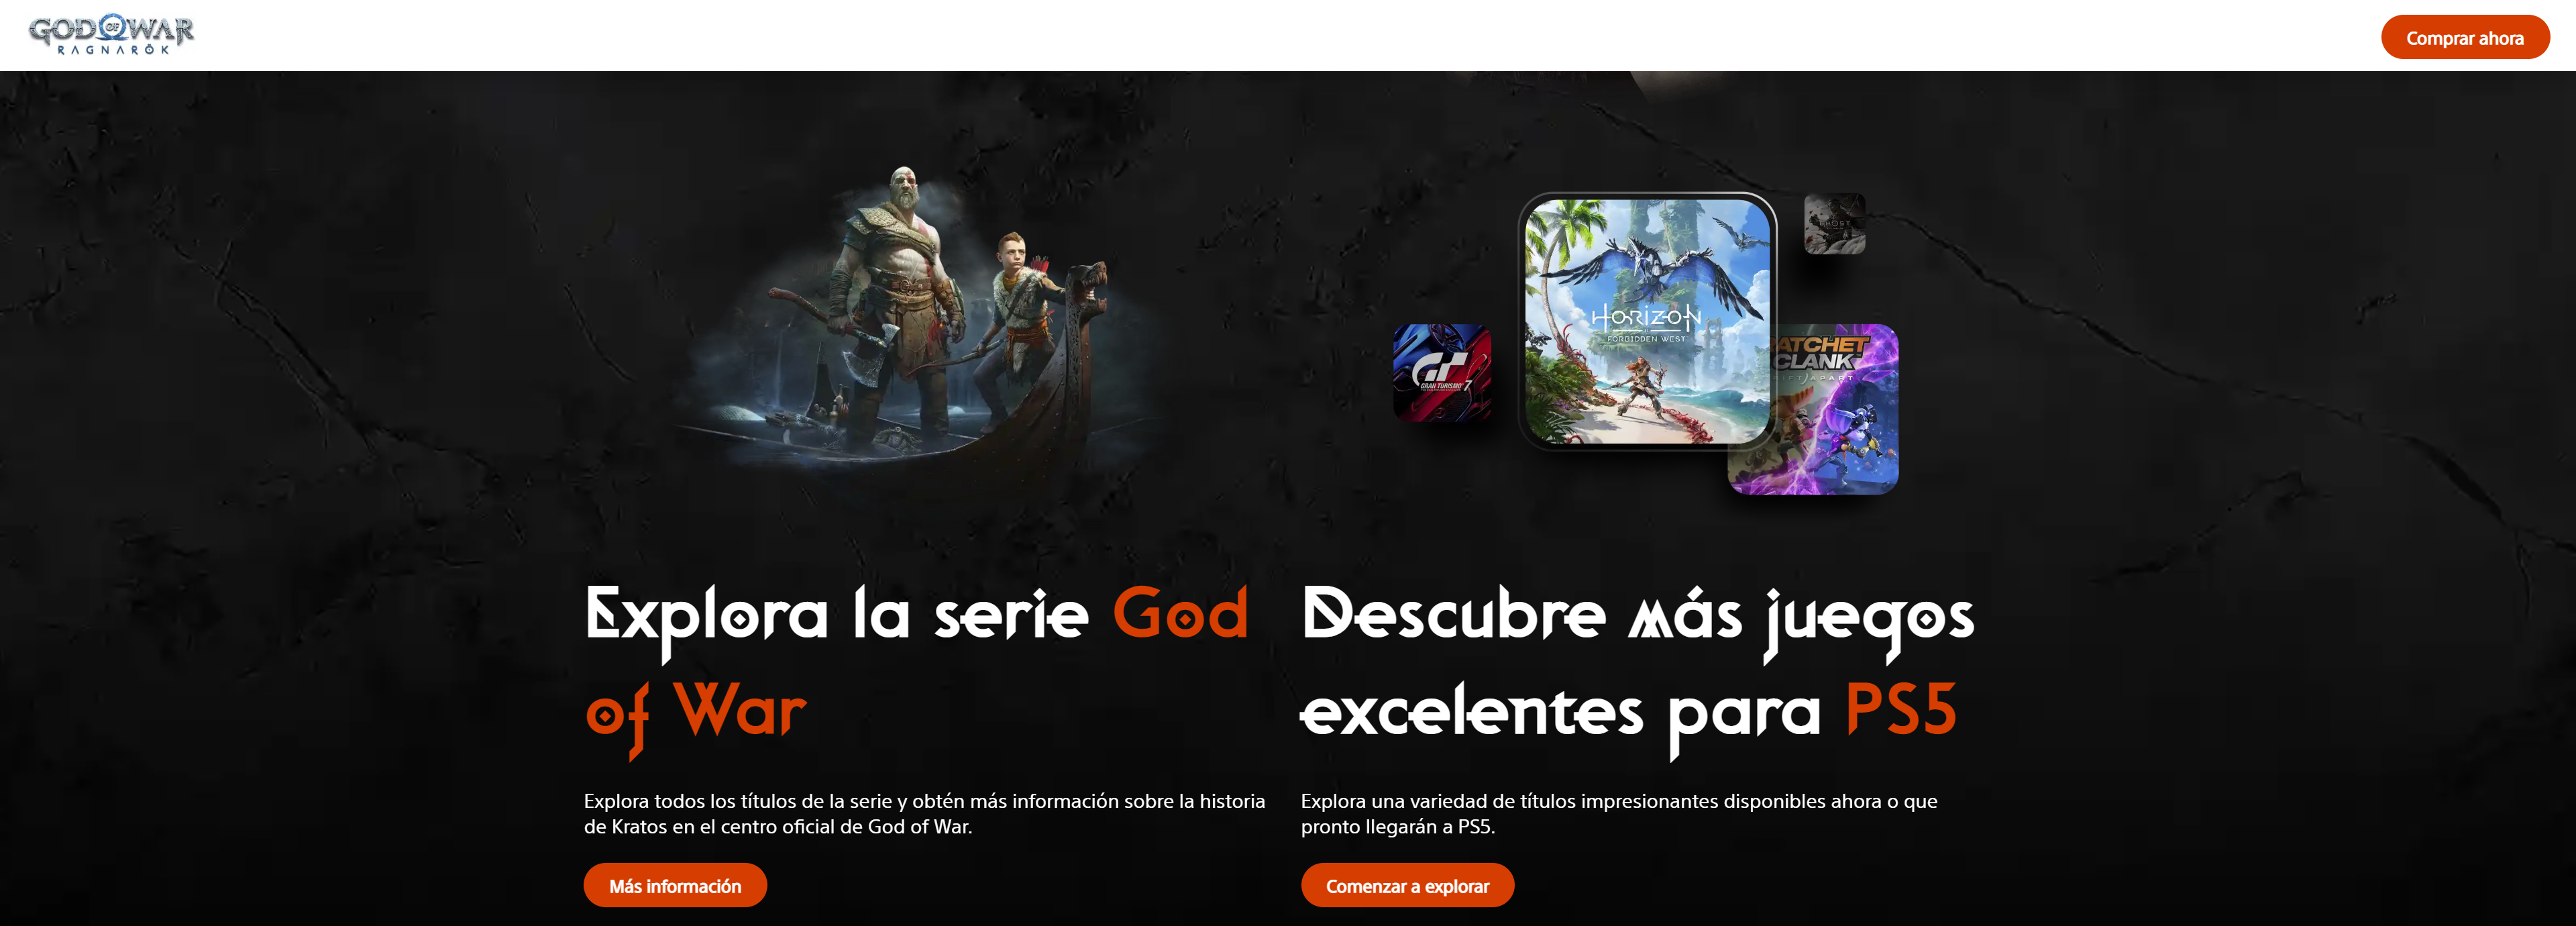 GOD OF WAR
RAGNARÖK
Comprar ahora
HORIZON
FORBIDDEN WEST
GHOST
GT
GRAN TURISMO 7
RATCHET
CLANK
RIFT APART
Explora la serie God
of War
Explora todos los títulos de la serie y obtén más información sobre la historia
de Kratos en el centro oficial de God of War.
Más información
Descubre más juegos
excelentes para PS5
Explora una variedad de títulos impresionantes disponibles ahora o que
pronto llegarán a PS5.
Comenzar a explorar